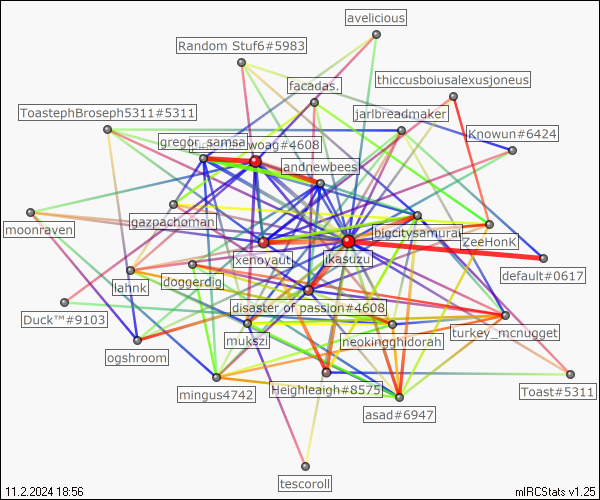 avelicious
Random Stuf6#5983
thiccusboiusalexusjoneus
facadas.
ToastephBroseph5311#5311
jarlbreadmaker
Knowun#6424
gregor_samsa
woag#4608
andnewbees
gazpachoman
moonraven
bigcitysamurai
ZeeHonK
xenoyaut
jkasuzu
default#0617
lahnk
doggerdig
disaster of passion#4608
Duck™#9103
turkey_mcnugget
mukszi
neokingghidorah
ogshroom
mingus4742
Heighleaigh#8575
Toast#5311
asad#6947
tescoroll
11.2.2024 18:56
mIRCStats v1.25